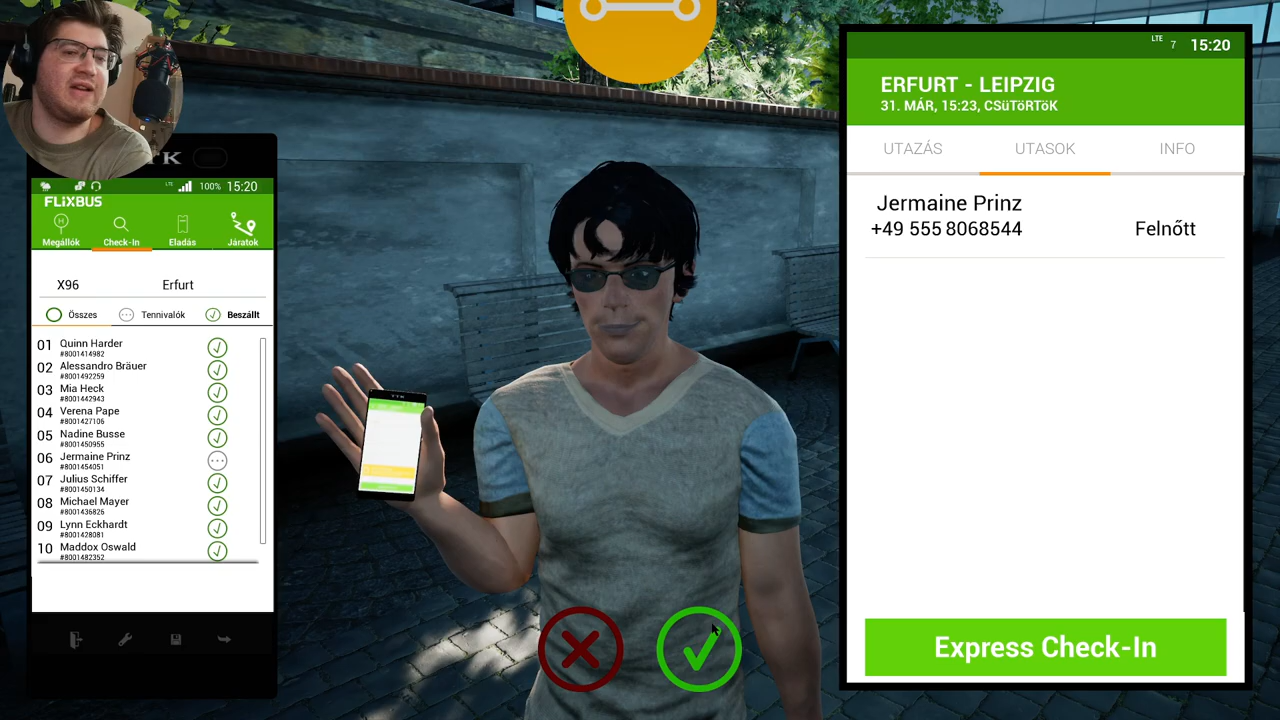 TK
100% 15:20
FLiXBUS
Megállók Check-In Eladás Járatok
X96 Erfurt
Összes Tennivalók Beszállt
01 Quinn Harder
#8001414982
02 Alessandro Bräuer
#8001492259
03 Mia Heck
#8001442943
04 Verena Pape
#8001427106
05 Nadine Busse
#8001450955
06 Jermaine Prinz
#8001454051
07 Julius Schiffer
#8001450134
08 Michael Mayer
#8001436826
09 Lynn Eckhardt
#8001428081
10 Maddox Oswald
#8001482352
TTK
LTE 7 15:20
ERFURT - LEIPZIG
31. MÁR, 15:23, CSüTöRTöK
UTAZÁS UTASOK INFO
Jermaine Prinz
+49 555 8068544 Felnőtt
Express Check-In